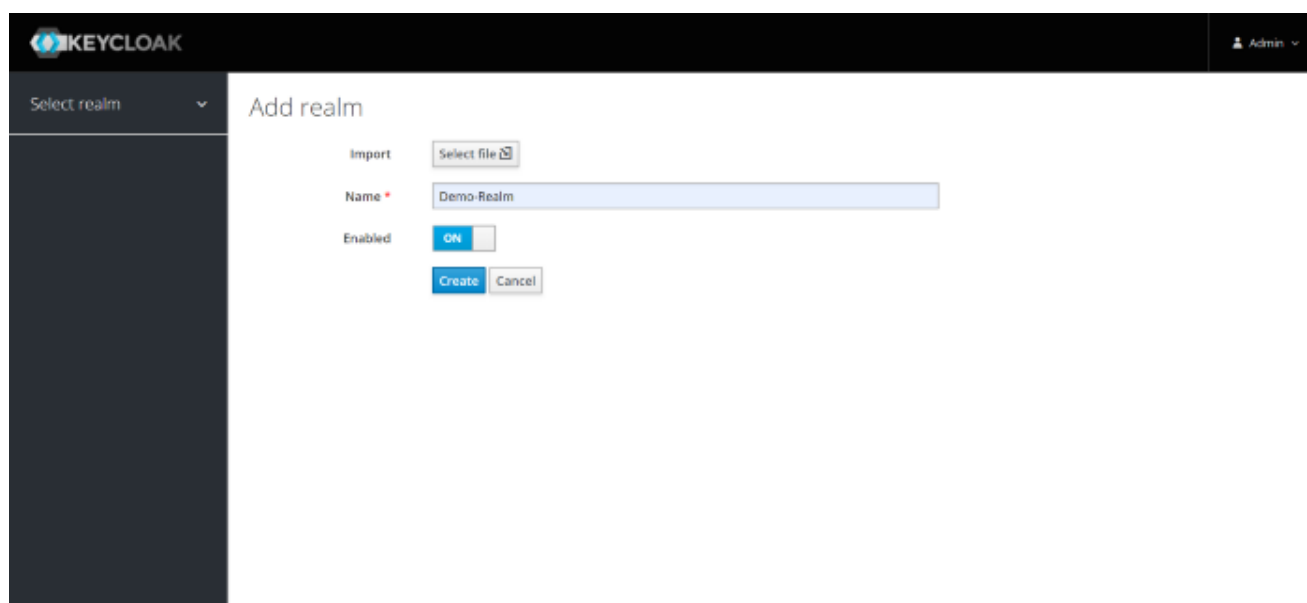 KEYCLOAK
Admin
Select realm
Add realm
Import Select file
Name * Demo-Realm
Enabled ON
Create Cancel